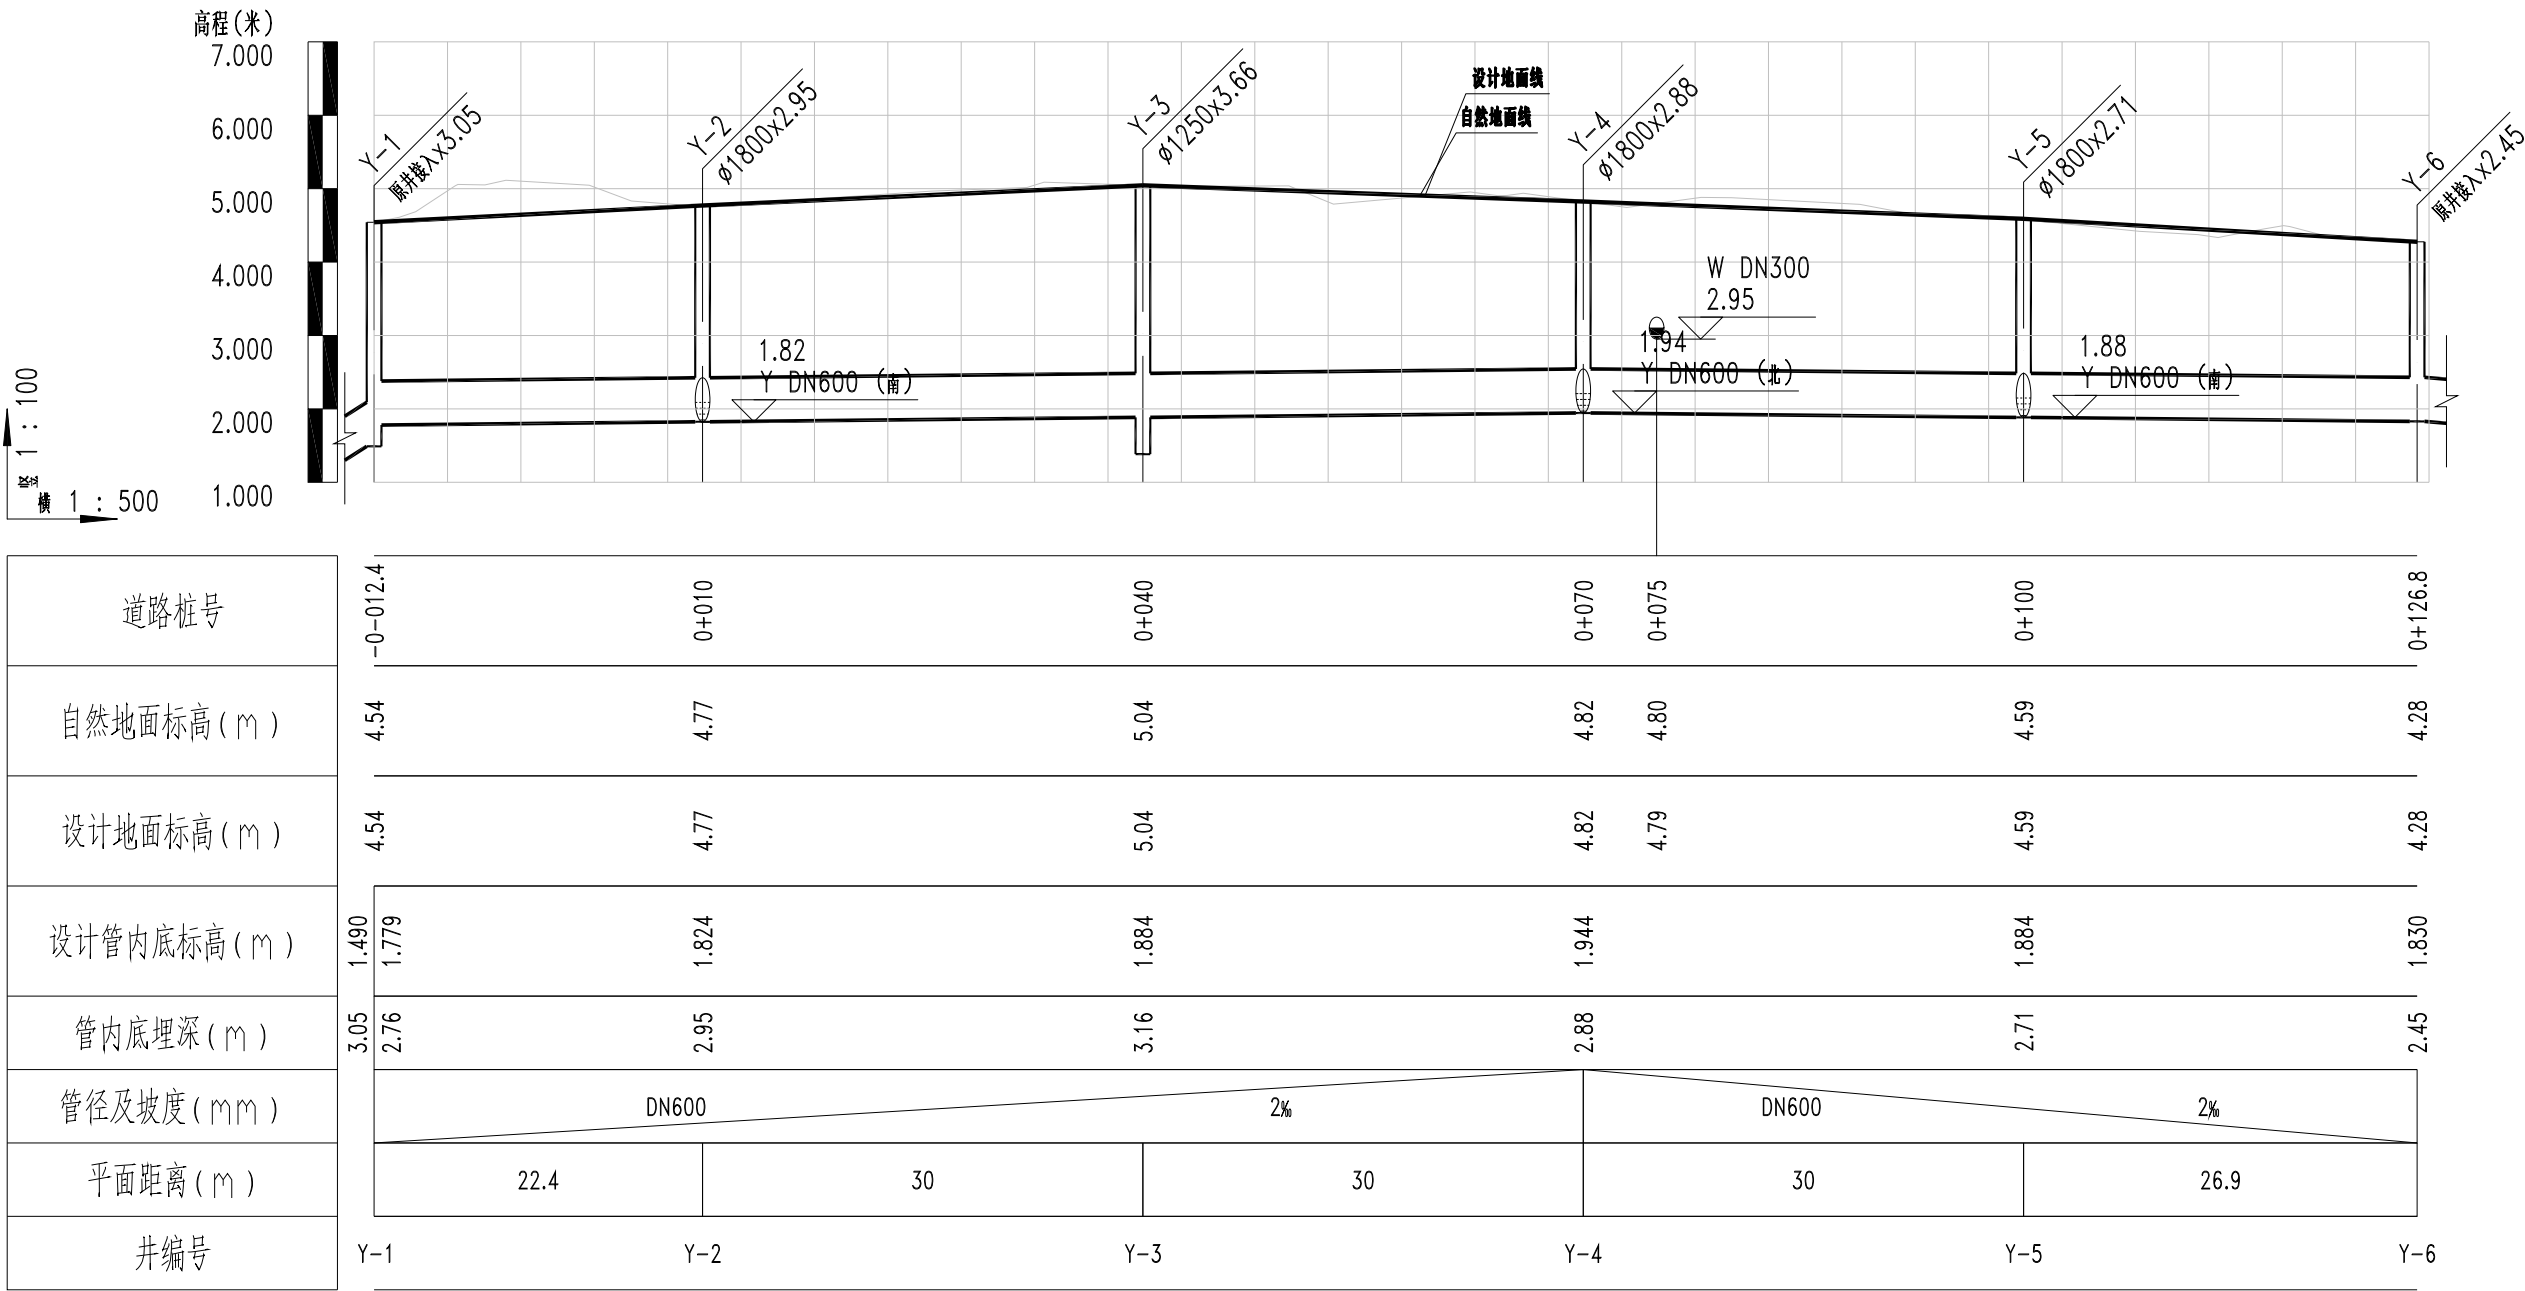 高程(米)
7.000
6.000
5.000
4.000
3.000
2.000
1.000
竖 1 : 100
横 1 : 500
Y-1
原井接入x3.05
Y-2
ø1800x2.95
Y-3
ø1250x3.66
设计地面线
自然地面线
Y-4
ø1800x2.88
Y-5
ø1800x2.71
Y-6
原井接入x2.45
1.82
Y DN600 (南)
W DN300
2.95
1.94
Y DN600 (北)
1.88
Y DN600 (南)
道路桩号 -0-012.4 0+010 0+040 0+070 0+075 0+100 0+126.8
自然地面标高(m) 4.54 4.77 5.04 4.82 4.80 4.59 4.28
设计地面标高(m) 4.54 4.77 5.04 4.82 4.79 4.59 4.28
设计管内底标高(m) 1.490 1.779 1.824 1.884 1.944 1.884 1.830
管内底埋深(m) 3.05 2.76 2.95 3.16 2.88 2.71 2.45
管径及坡度(mm) DN600 2‰ DN600 2‰
平面距离(m) 22.4 30 30 30 26.9
井编号 Y-1 Y-2 Y-3 Y-4 Y-5 Y-6